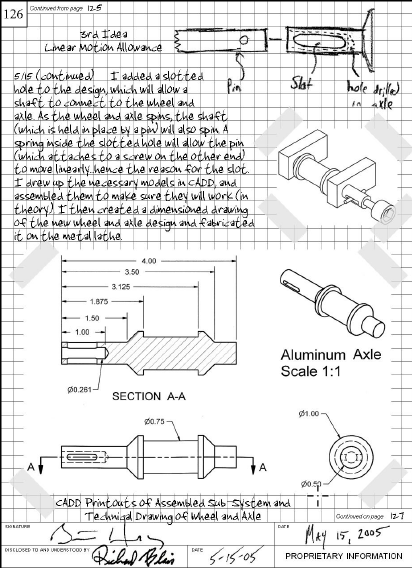 126
Continued from page 125
3rd Idea
Linear Motion Allowance
Pin
Slot
hole drilled
in axle
5/15 (continued) I added a slotted
hole to the design, which will allow a
shaft to connect to the wheel and
axle. As the wheel and axle spins, the shaft
(which is held in place by a pin) will also spin. A
spring inside the slotted hole will allow the pin
(which attaches to a screw on the other end)
to move linearly, hence the reason for the slot.
I drew up the necessary models in CADD, and
assembled them to make sure they will work (in
theory). I then created a dimensioned drawing
of the new wheel and axle design and fabricated
it on the metal lathe.
4.00
3.50
3.125
1.875
1.50
1.00
Ø0.261
SECTION A-A
Aluminum Axle
Scale 1:1
Ø0.75
Ø1.00
A
A
Ø0.50
CADD Printouts of Assembled Sub-System and
Technical Drawing of Wheel and Axle
Continued on page 127
SIGNATURE
DATE
May 15, 2005
DISCLOSED TO AND UNDERSTOOD BY
Richard Blais
DATE
5-15-05
PROPRIETARY INFORMATION